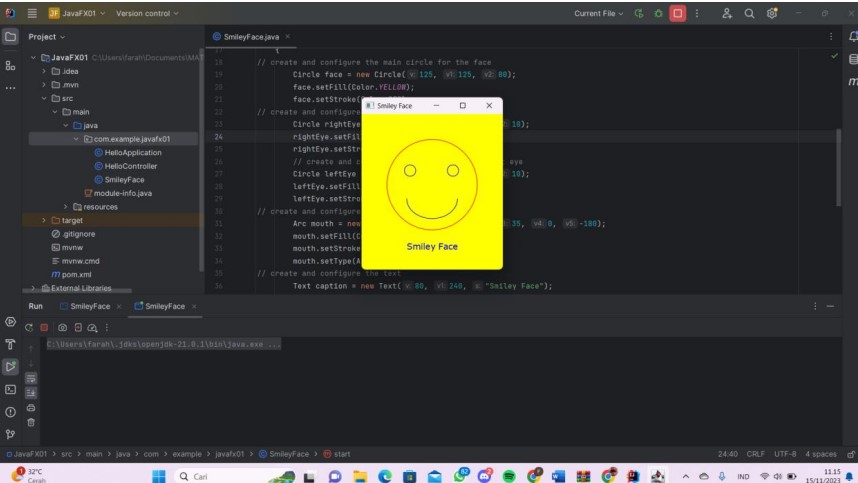 JF JavaFX01 Version control Current File
Project
SmileyFace.java
JavaFX01 C:\Users\farah\Documents\MAT
.idea
.mvn
src
main
java
com.example.javafx01
HelloApplication
HelloController
SmileyFace
module-info.java
resources
target
.gitignore
mvnw
mvnw.cmd
pom.xml
External Libraries
17
18 // create and configure the main circle for the face
19 Circle face = new Circle( v: 125, v1: 125, v2: 80);
20 face.setFill(Color.YELLOW);
21 face.setStroke(
22 // create and configure
23 Circle rightEye : 10);
24 rightEye.setFil
25 rightEye.setStr
26 // create and c eye
27 Circle leftEye : 10);
28 leftEye.setFill
29 leftEye.setStro
30 // create and configure
31 Arc mouth = new : 35, v4: 0, v5: -180);
32 mouth.setFill(C
33 mouth.setStroke
34 mouth.setType(A
35 // create and configure the text
36 Text caption = new Text( v: 80, v1: 240, s: "Smiley Face");
Smiley Face
Smiley Face
Run SmileyFace SmileyFace
C:\Users\farah\.jdks\openjdk-21.0.1\bin\java.exe ...
JavaFX01 > src > main > java > com > example > javafx01 > SmileyFace > start 24:40 CRLF UTF-8 4 spaces
32°C
Cerah
Cari
82
IND
11.15
15/11/2023